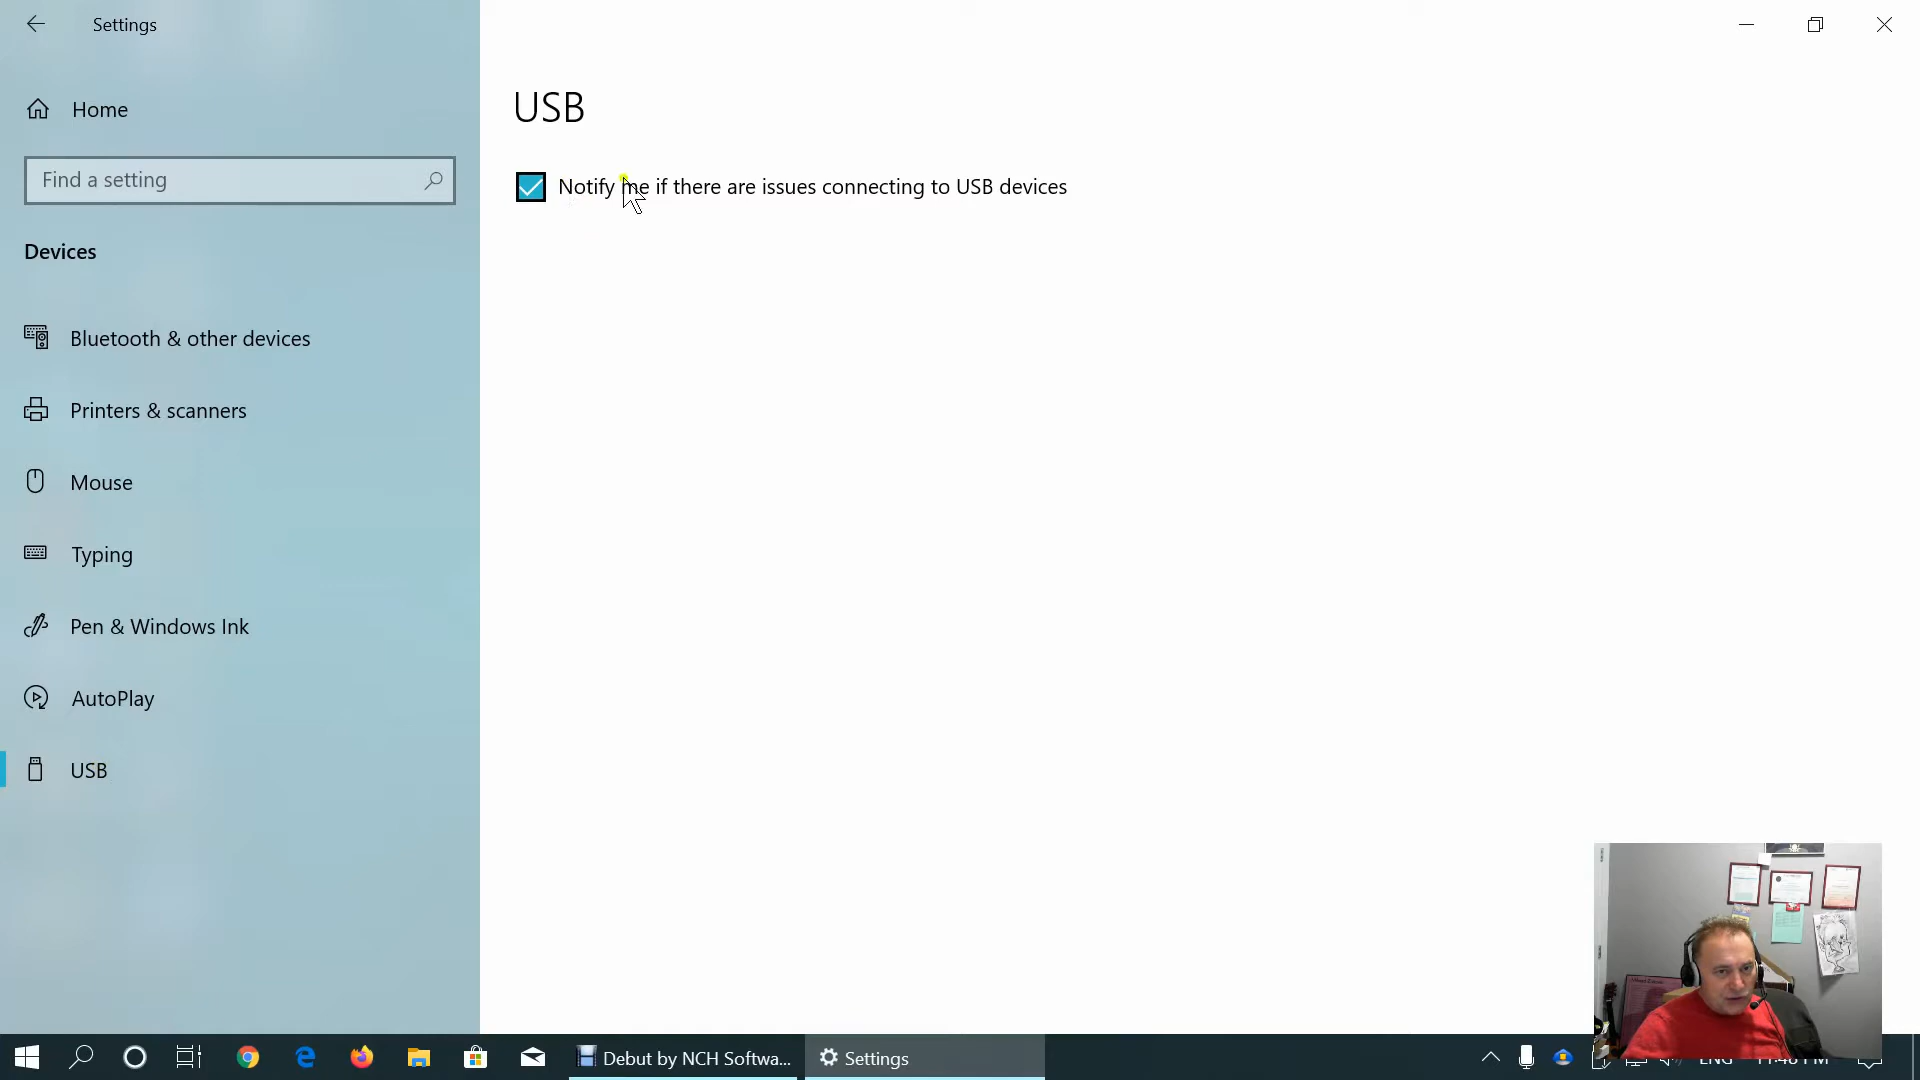 Settings
Home
Find a setting
Devices
Bluetooth & other devices
Printers & scanners
Mouse
Typing
Pen & Windows Ink
AutoPlay
USB
USB
Notify me if there are issues connecting to USB devices
Debut by NCH Softwa...
Settings